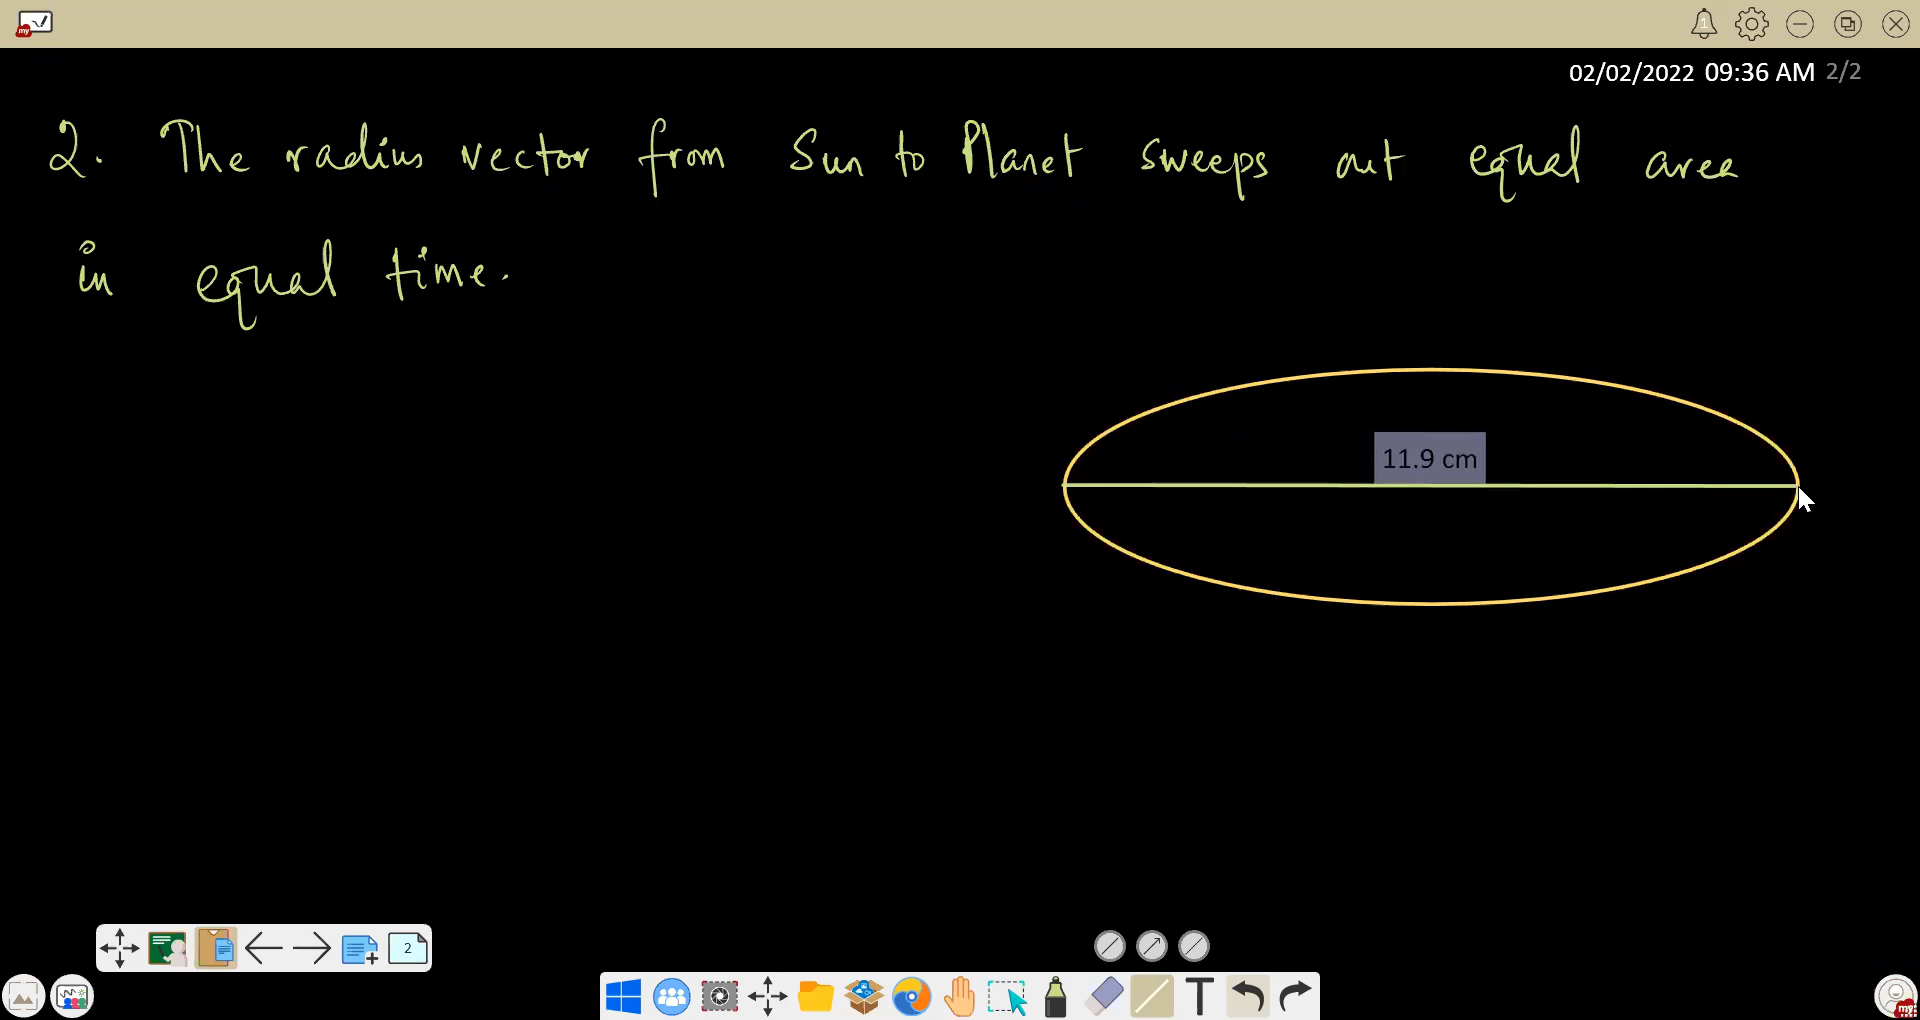 02/02/2022 09:36 AM 2/2
2. The radius vector from Sun to Planet sweeps out equal area
in equal time.
11.9 cm
2